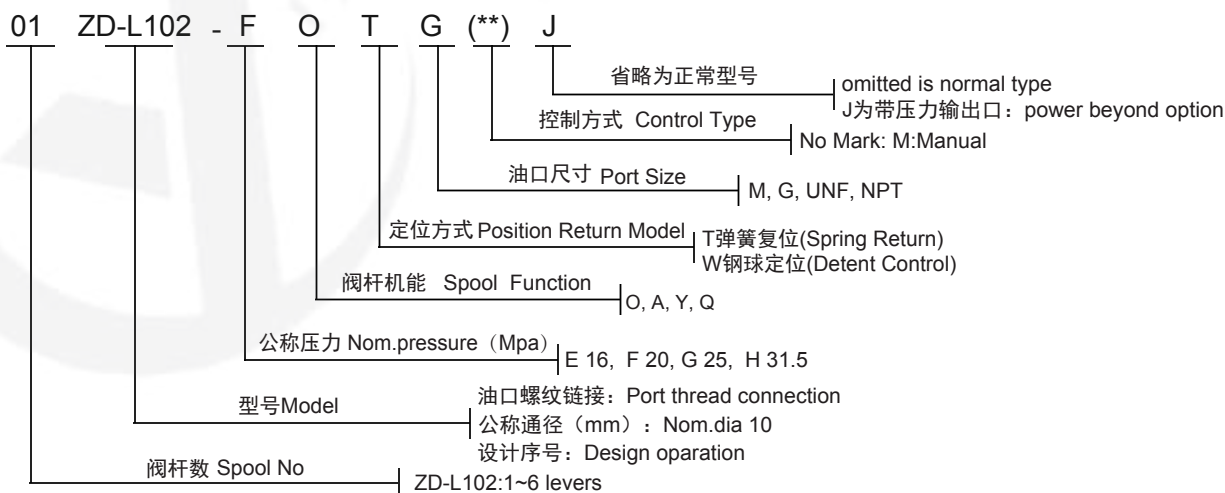 01 ZD-L102 - F O T G (**) J
省略为正常型号 omitted is normal type
J为带压力输出口：power beyond option
控制方式 Control Type No Mark: M:Manual
油口尺寸 Port Size M, G, UNF, NPT
定位方式 Position Return Model T弹簧复位(Spring Return)
W钢球定位(Detent Control)
阀杆机能 Spool Function O, A, Y, Q
公称压力 Nom.pressure（Mpa） E 16, F 20, G 25, H 31.5
油口螺纹链接：Port thread connection
型号Model 公称通径（mm）：Nom.dia 10
设计序号：Design oparation
阀杆数 Spool No ZD-L102:1~6 levers